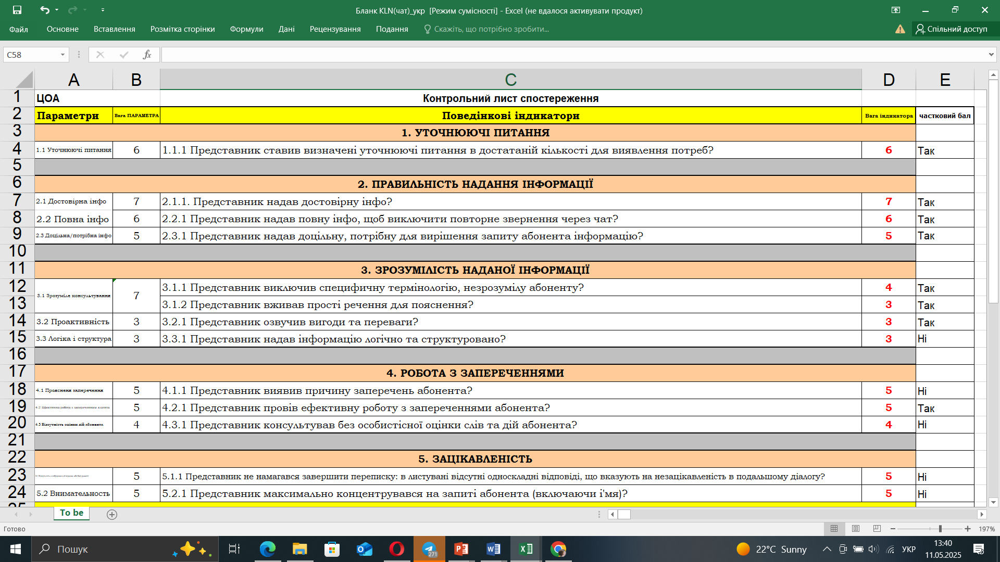 Бланк KLN(чат)_укр [Режим сумісності] - Excel (не вдалося активувати продукт)
Файл Основне Вставлення Розмітка сторінки Формули Дані Рецензування Подання Скажіть, що потрібно зробити... Спільний доступ
C58 fx
A B C D E
1 ЦОА Контрольний лист спостереження
2 Параметри Вага ПАРАМЕТРА Поведінкові індикатори Вага індикатора частковий бал
3 1. УТОЧНЮЮЧІ ПИТАННЯ
4 1.1 Уточнюючі питання 6 1.1.1 Представник ставив визначені уточнюючі питання в достатаній кількості для виявлення потреб? 6 Так
5
6 2. ПРАВИЛЬНІСТЬ НАДАННЯ ІНФОРМАЦІЇ
7 2.1 Достовірна інфо 7 2.1.1. Представник надав достовірну інфо? 7 Так
8 2.2 Повна інфо 6 2.2.1 Представник надав повну інфо, щоб виключити повторне звернення через чат? 6 Так
9 2.3 Доцільна/потрібна інфо 5 2.3.1 Представник надав доцільну, потрібну для вирішення запиту абонента інформацію? 5 Так
10
11 3. ЗРОЗУМІЛІСТЬ НАДАНОЇ ІНФОРМАЦІЇ
12 3.1 Зрозуміле консультування 7 3.1.1 Представник виключив специфичну термінологію, незрозумілу абоненту? 4 Так
13 3.1.2 Представник вживав прості речення для пояснення? 3 Так
14 3.2 Проактивність 3 3.2.1 Представник озвучив вигоди та переваги? 3 Так
15 3.3 Логіка і структура 3 3.3.1 Представник надав інформацію логічно та структуровано? 3 Ні
16
17 4. РОБОТА З ЗАПЕРЕЧЕННЯМИ
18 4.1 Проясненя заперечення 5 4.1.1 Представник виявив причину заперечень абонента? 5 Ні
19 4.2 Ефективна робота з запереченням клієнта 5 4.2.1 Представник провів ефективну роботу з запереченнями абонента? 5 Так
20 4.3 Відсутність оцінки дій абонента 4 4.3.1 Представник консультував без особистісної оцінки слів та дій абонента? 4 Ні
21
22 5. ЗАЦІКАВЛЕНІСТЬ
23 5 5.1.1 Представник не намагався завершити переписку: в листувані відсутні односкладні відповіді, що вказують на незацікавленість в подальшому діалогу? 5 Ні
24 5.2 Внимательность 5 5.2.1 Представник максимально концентрувався на запиті абонента (включаючи і'мя)? 5 Ні
25
To be
Готово 197%
Пошук 271 22°C Sunny УКР 13:40
11.05.2025